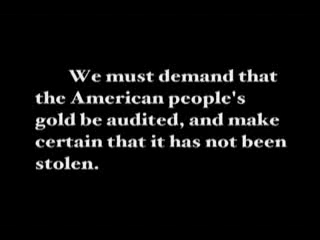 We must demand that
the American people's
gold be audited, and make
certain that it has not been
stolen.